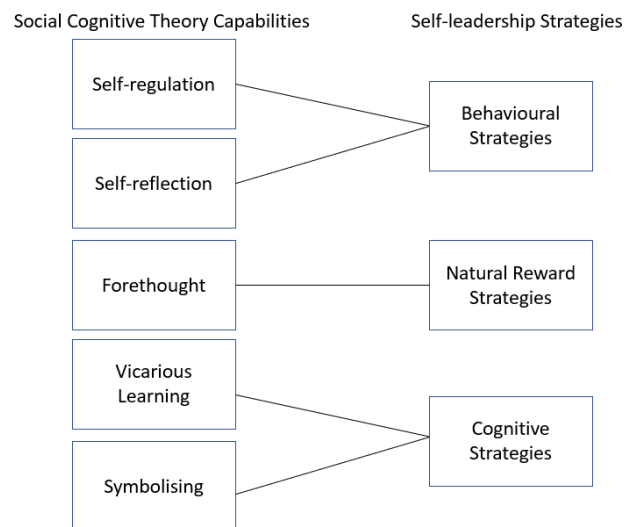 Social Cognitive Theory Capabilities
Self-leadership Strategies
Self-regulation
Self-reflection
Forethought
Vicarious
Learning
Symbolising
Behavioural
Strategies
Natural Reward
Strategies
Cognitive
Strategies